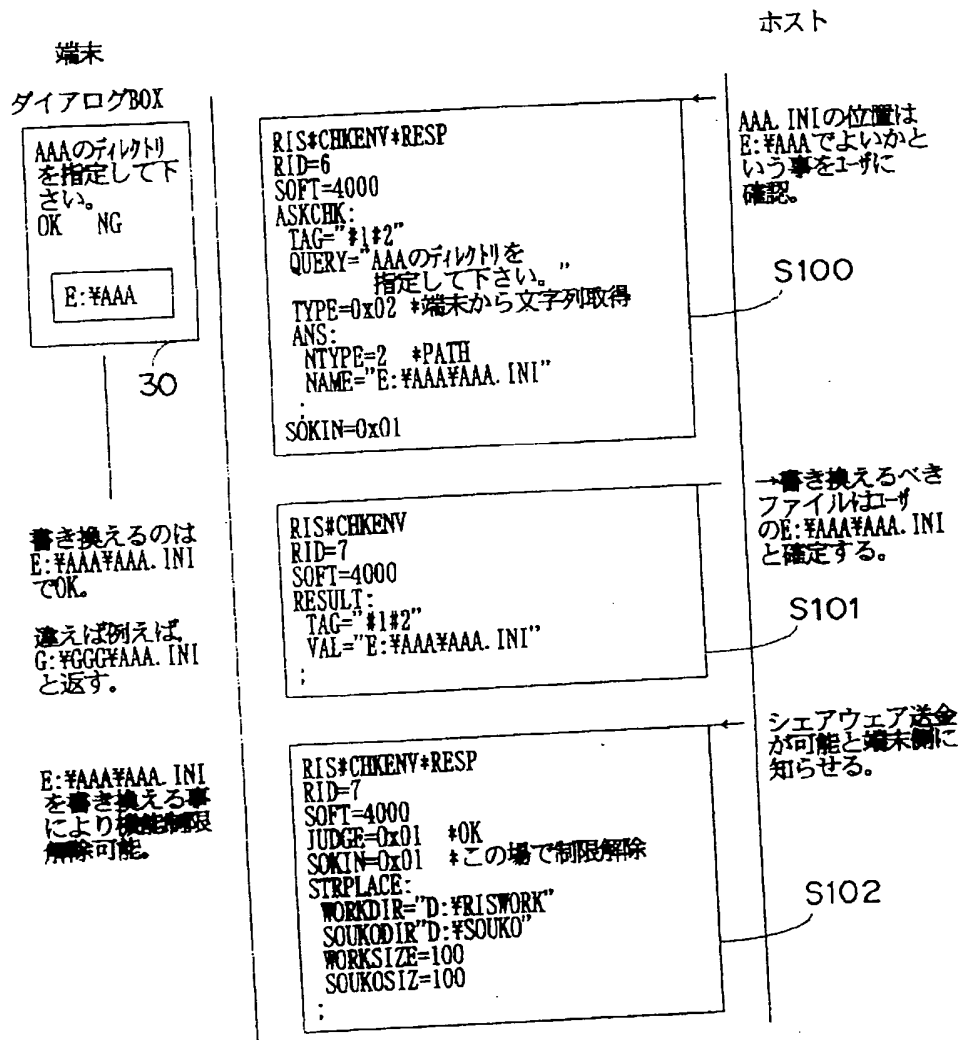 端末
ホスト
ダイアログBOX
AAAのディレクトリ
を指定して下
さい。
OK NG
E:¥AAA
30
RIS#CHKENV*RESP
RID=6
SOFT=4000
ASKCHK:
TAG="#1#2"
QUERY="AAAのディレクトリを
指定して下さい。"
TYPE=0x02 *端末から文字列取得
ANS:
NTYPE=2 *PATH
NAME="E:¥AAA¥AAA.INI"
:
SOKIN=0x01
AAA.INIの位置は
E:¥AAAでよいかと
いう事をユーザに
確認。
S100
書き換えるのは
E:¥AAA¥AAA.INI
でOK。
違えば例えば、
G:¥GGG¥AAA.INI
と返す。
RIS#CHKENV
RID=7
SOFT=4000
RESULT:
TAG="#1#2"
VAL="E:¥AAA¥AAA.INI"
:
→書き換えるべき
ファイルはユーザ
のE:¥AAA¥AAA.INI
と確定する。
S101
E:¥AAA¥AAA.INI
を書き換える事
により機能制限
解除可能。
RIS#CHKENV*RESP
RID=7
SOFT=4000
JUDGE=0x01 *OK
SOKIN=0x01 *この場で制限解除
STRPLACE:
WORKDIR="D:¥RISWORK"
SOUKODIR"D:¥SOUKO"
WORKSIZE=100
SOUKOSIZ=100
:
シェアウェア送金
が可能と端末側に
知らせる。
S102